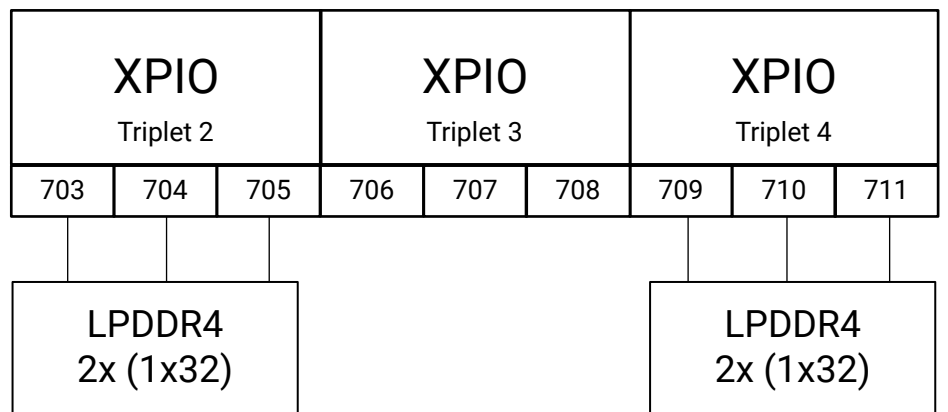 XPIO XPIO XPIO
Triplet 2 Triplet 3 Triplet 4
703 704 705 706 707 708 709 710 711
LPDDR4 LPDDR4
2x (1x32) 2x (1x32)